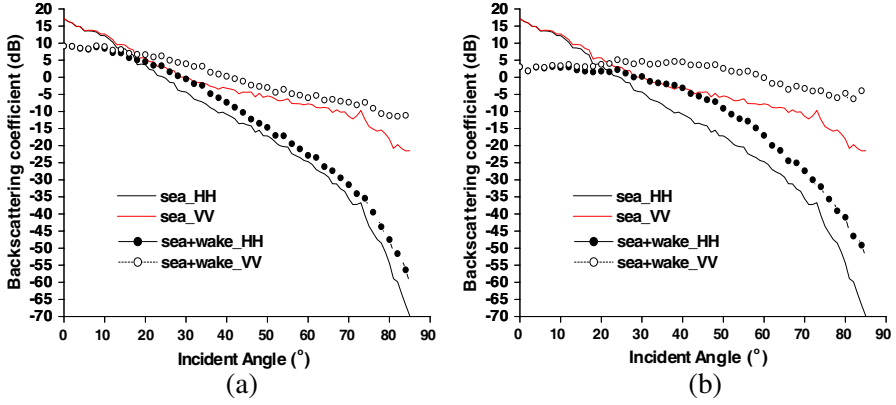 20
15
10
5
0
-5
-10
-15
-20
-25
-30
-35
-40
-45
-50
-55
-60
-65
-70
Backscattering coefficient (dB)
sea_HH
sea_VV
sea+wake_HH
sea+wake_VV
0 10 20 30 40 50 60 70 80 90
Incident Angle (°)
(a)
20
15
10
5
0
-5
-10
-15
-20
-25
-30
-35
-40
-45
-50
-55
-60
-65
-70
Backscattering coefficient (dB)
sea_HH
sea_VV
sea+wake_HH
sea+wake_VV
0 10 20 30 40 50 60 70 80 90
Incident Angle (°)
(b)